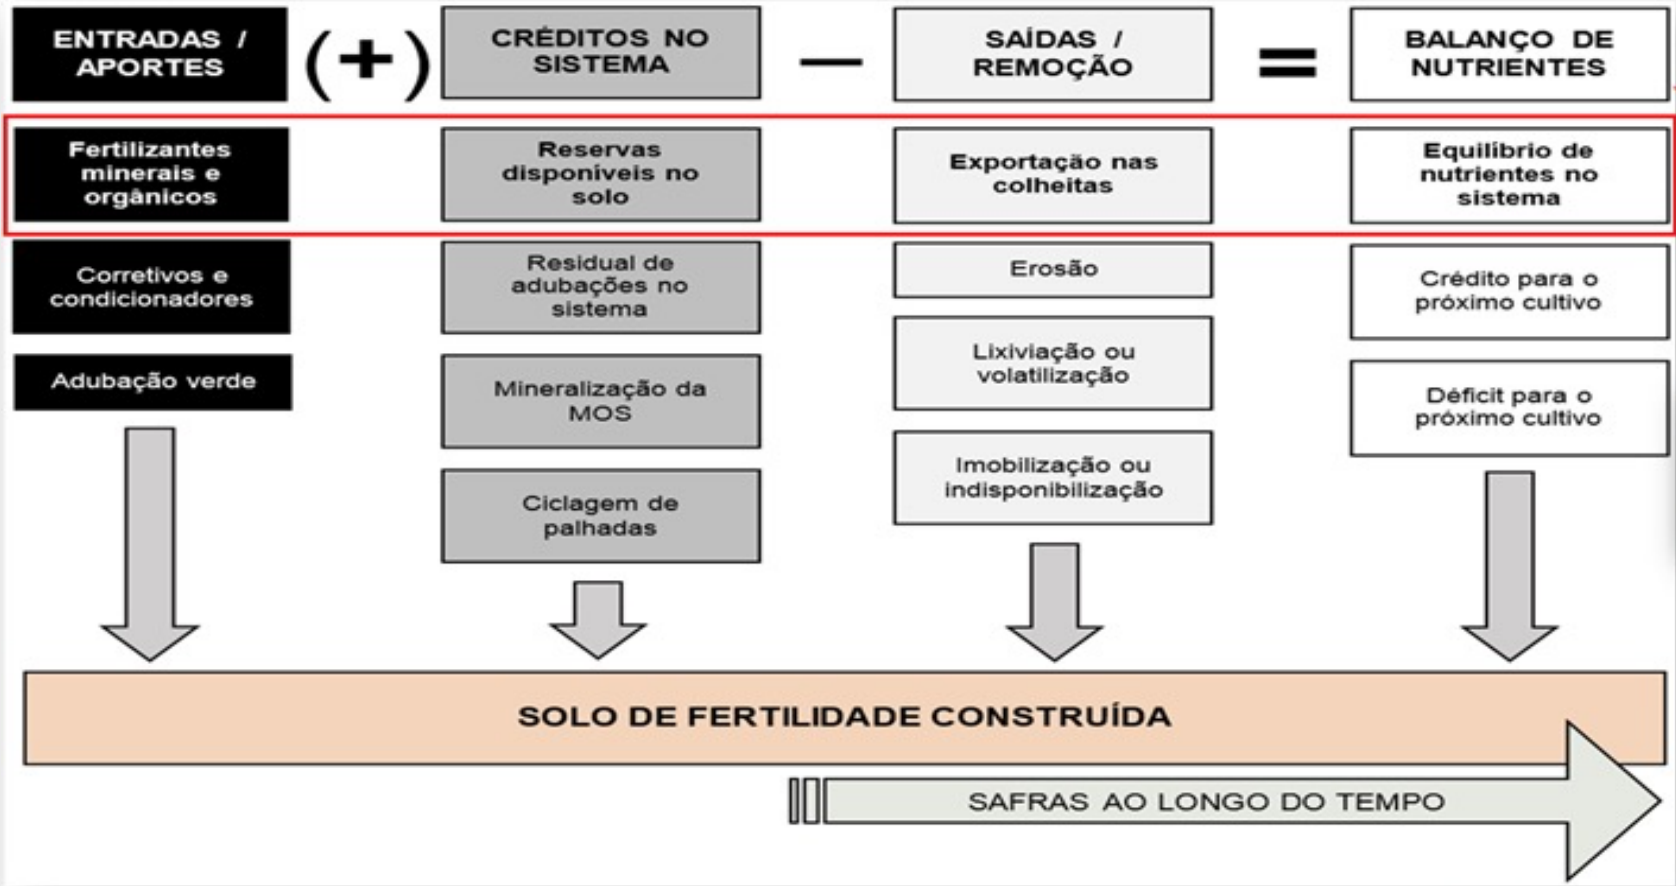 ENTRADAS /
APORTES
(+)
CRÉDITOS NO
SISTEMA
—
SAÍDAS /
REMOÇÃO
=
BALANÇO DE
NUTRIENTES
Fertilizantes
minerais e
orgânicos
Reservas
disponíveis no
solo
Exportação nas
colheitas
Equilíbrio de
nutrientes no
sistema
Corretivos e
condicionadores
Residual de
adubações no
sistema
Erosão
Crédito para o
próximo cultivo
Adubação verde
Mineralização da
MOS
Lixiviação ou
volatilização
Déficit para o
próximo cultivo
Ciclagem de
palhadas
Imobilização ou
indisponibilização
SOLO DE FERTILIDADE CONSTRUÍDA
SAFRAS AO LONGO DO TEMPO